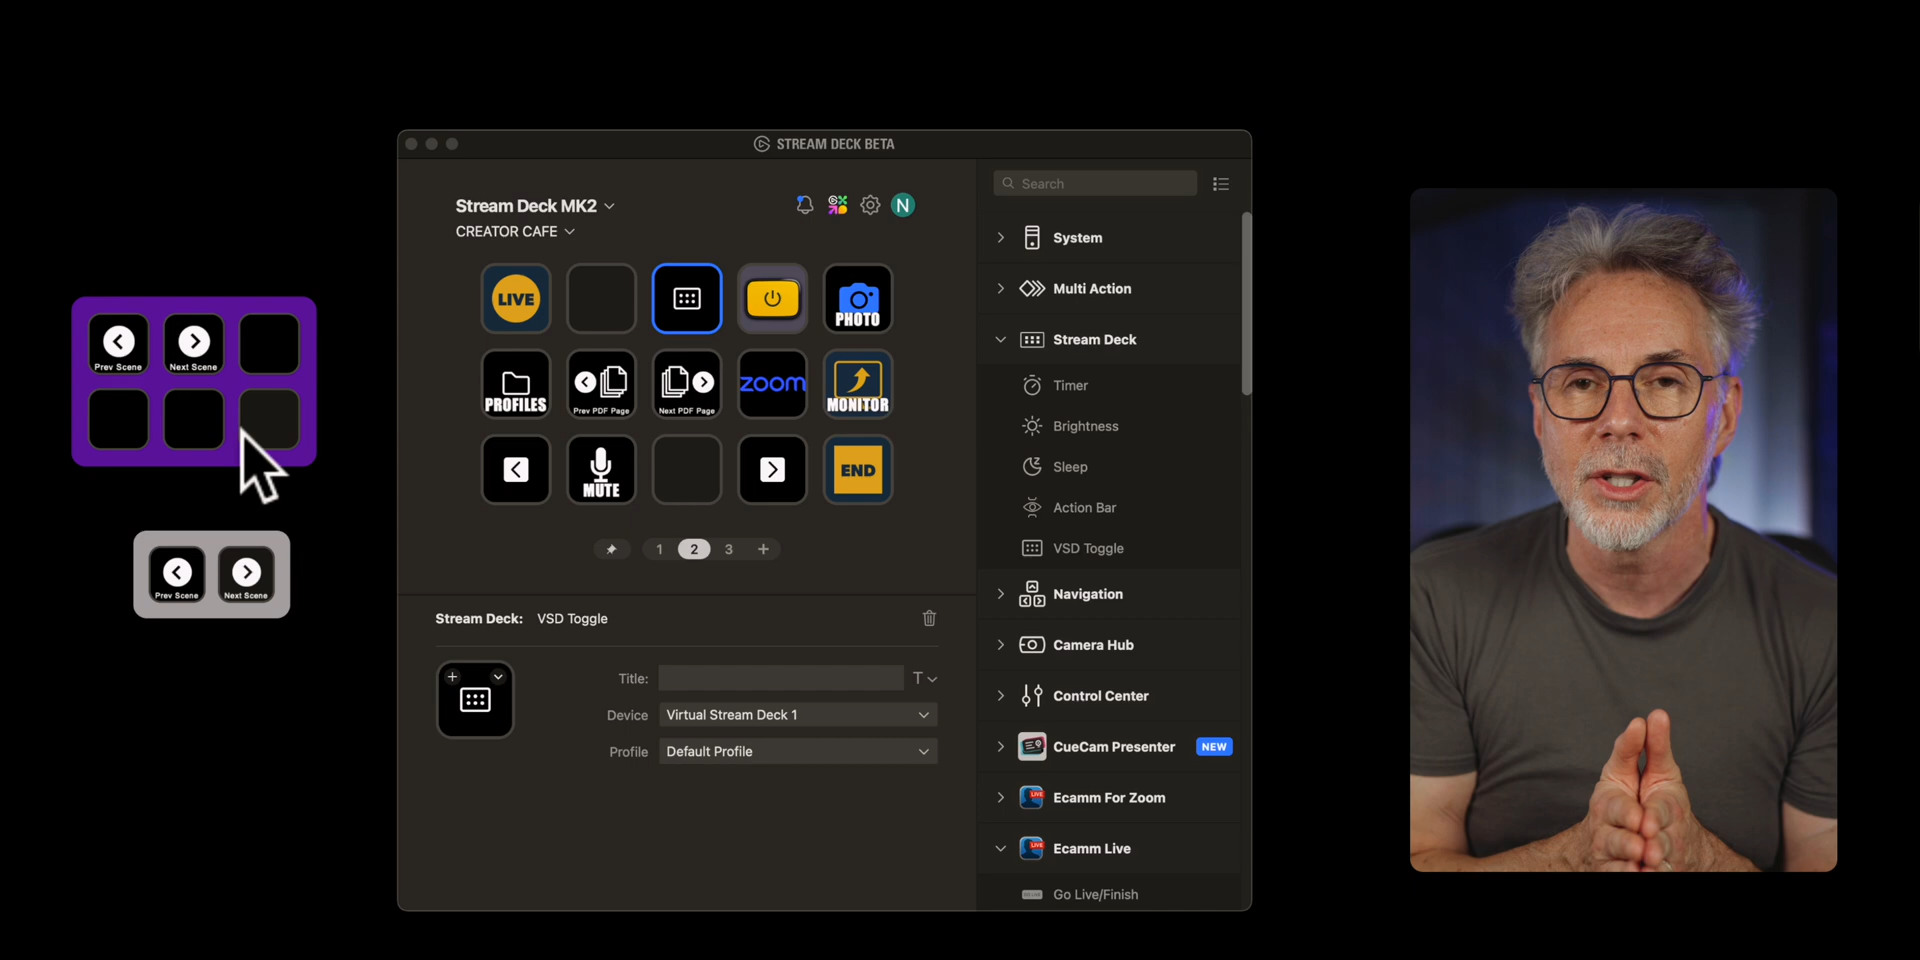 STREAM DECK BETA
Stream Deck MK2
N
CREATOR CAFE
LIVE
PHOTO
PROFILES
Prev PDF Page
Next PDF Page
zoom
MONITOR
MUTE
END
1 2 3 +
Prev Scene
Next Scene
Prev Scene
Next Scene
Stream Deck: VSD Toggle
Title:
T
Device
Virtual Stream Deck 1
Profile
Default Profile
Search
System
Multi Action
Stream Deck
Timer
Brightness
Sleep
Action Bar
VSD Toggle
Navigation
Camera Hub
Control Center
CueCam Presenter
NEW
LIVE
Ecamm For Zoom
LIVE
Ecamm Live
Go Live/Finish